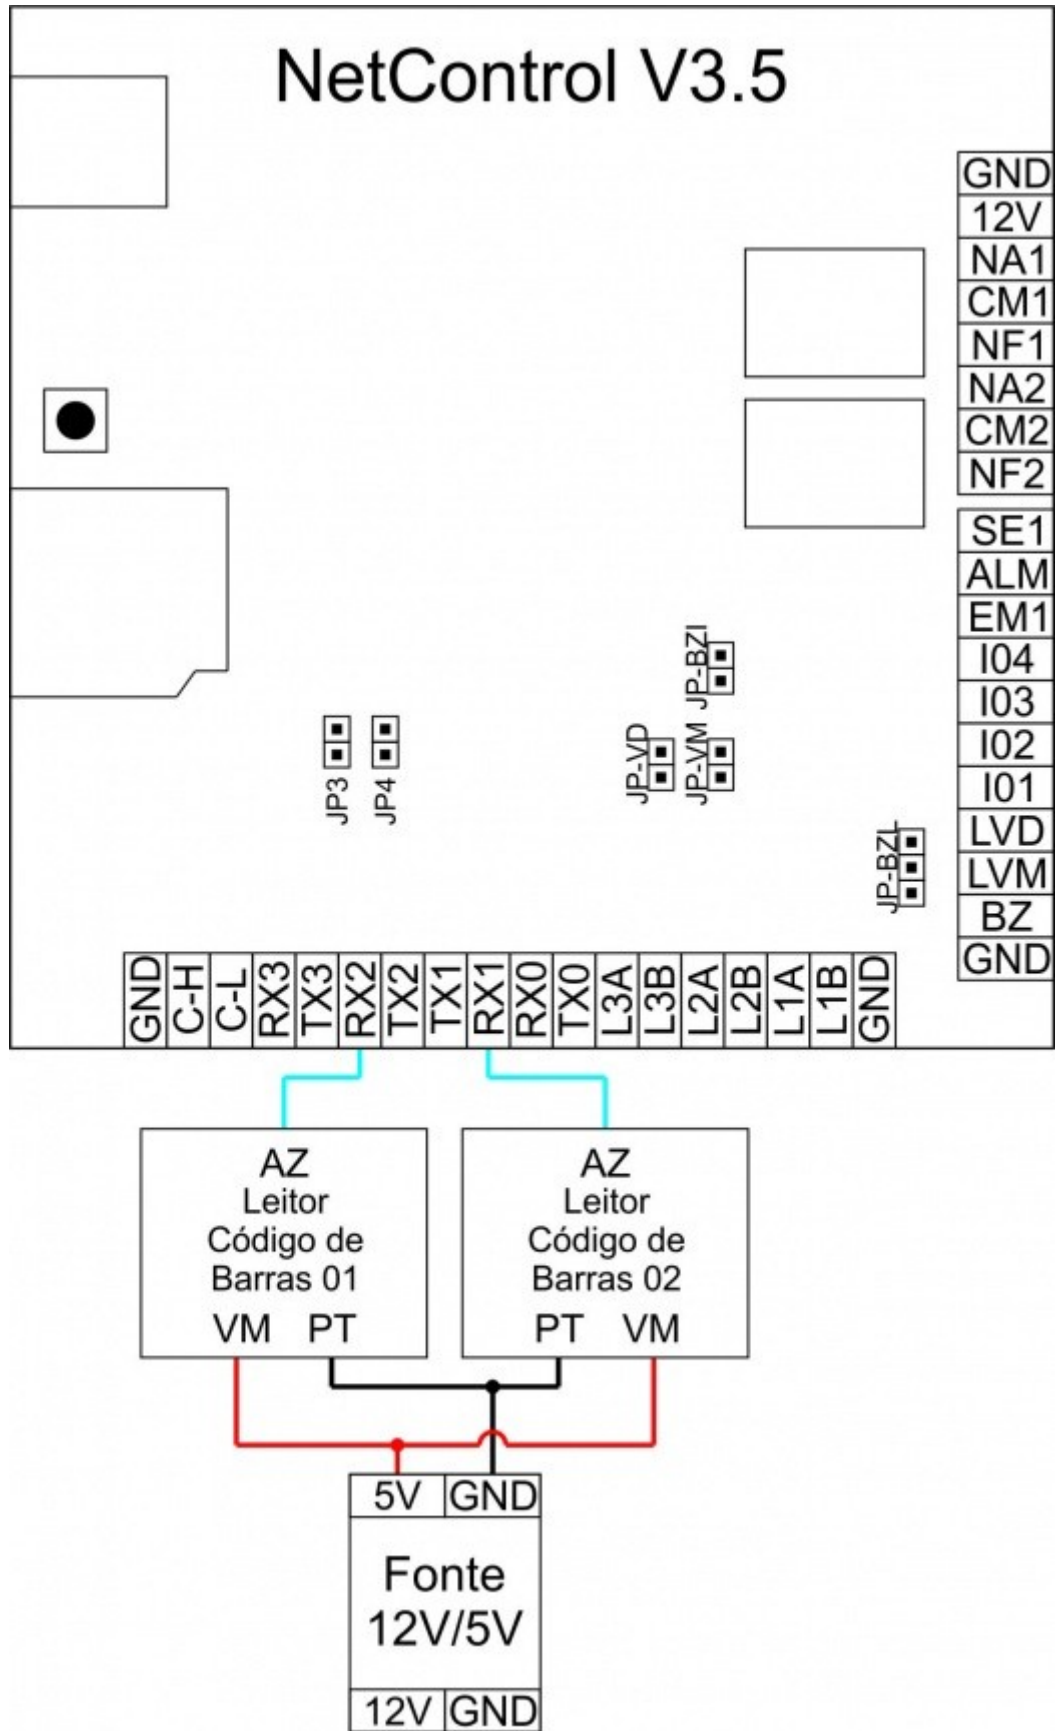 NetControl V3.5
GND
12V
NA1
CM1
NF1
NA2
CM2
NF2
SE1
ALM
EM1
I04
I03
I02
I01
LVD
LVM
BZ
GND
JP-BZI
JP-VD
JP-VM
JP3
JP4
JP-BZL
GND
C-H
C-L
RX3
TX3
RX2
TX2
TX1
RX1
RX0
TX0
L3A
L3B
L2A
L2B
L1A
L1B
GND
AZ
Leitor
Código de
Barras 01
VM PT
AZ
Leitor
Código de
Barras 02
PT VM
5V GND
Fonte
12V/5V
12V GND